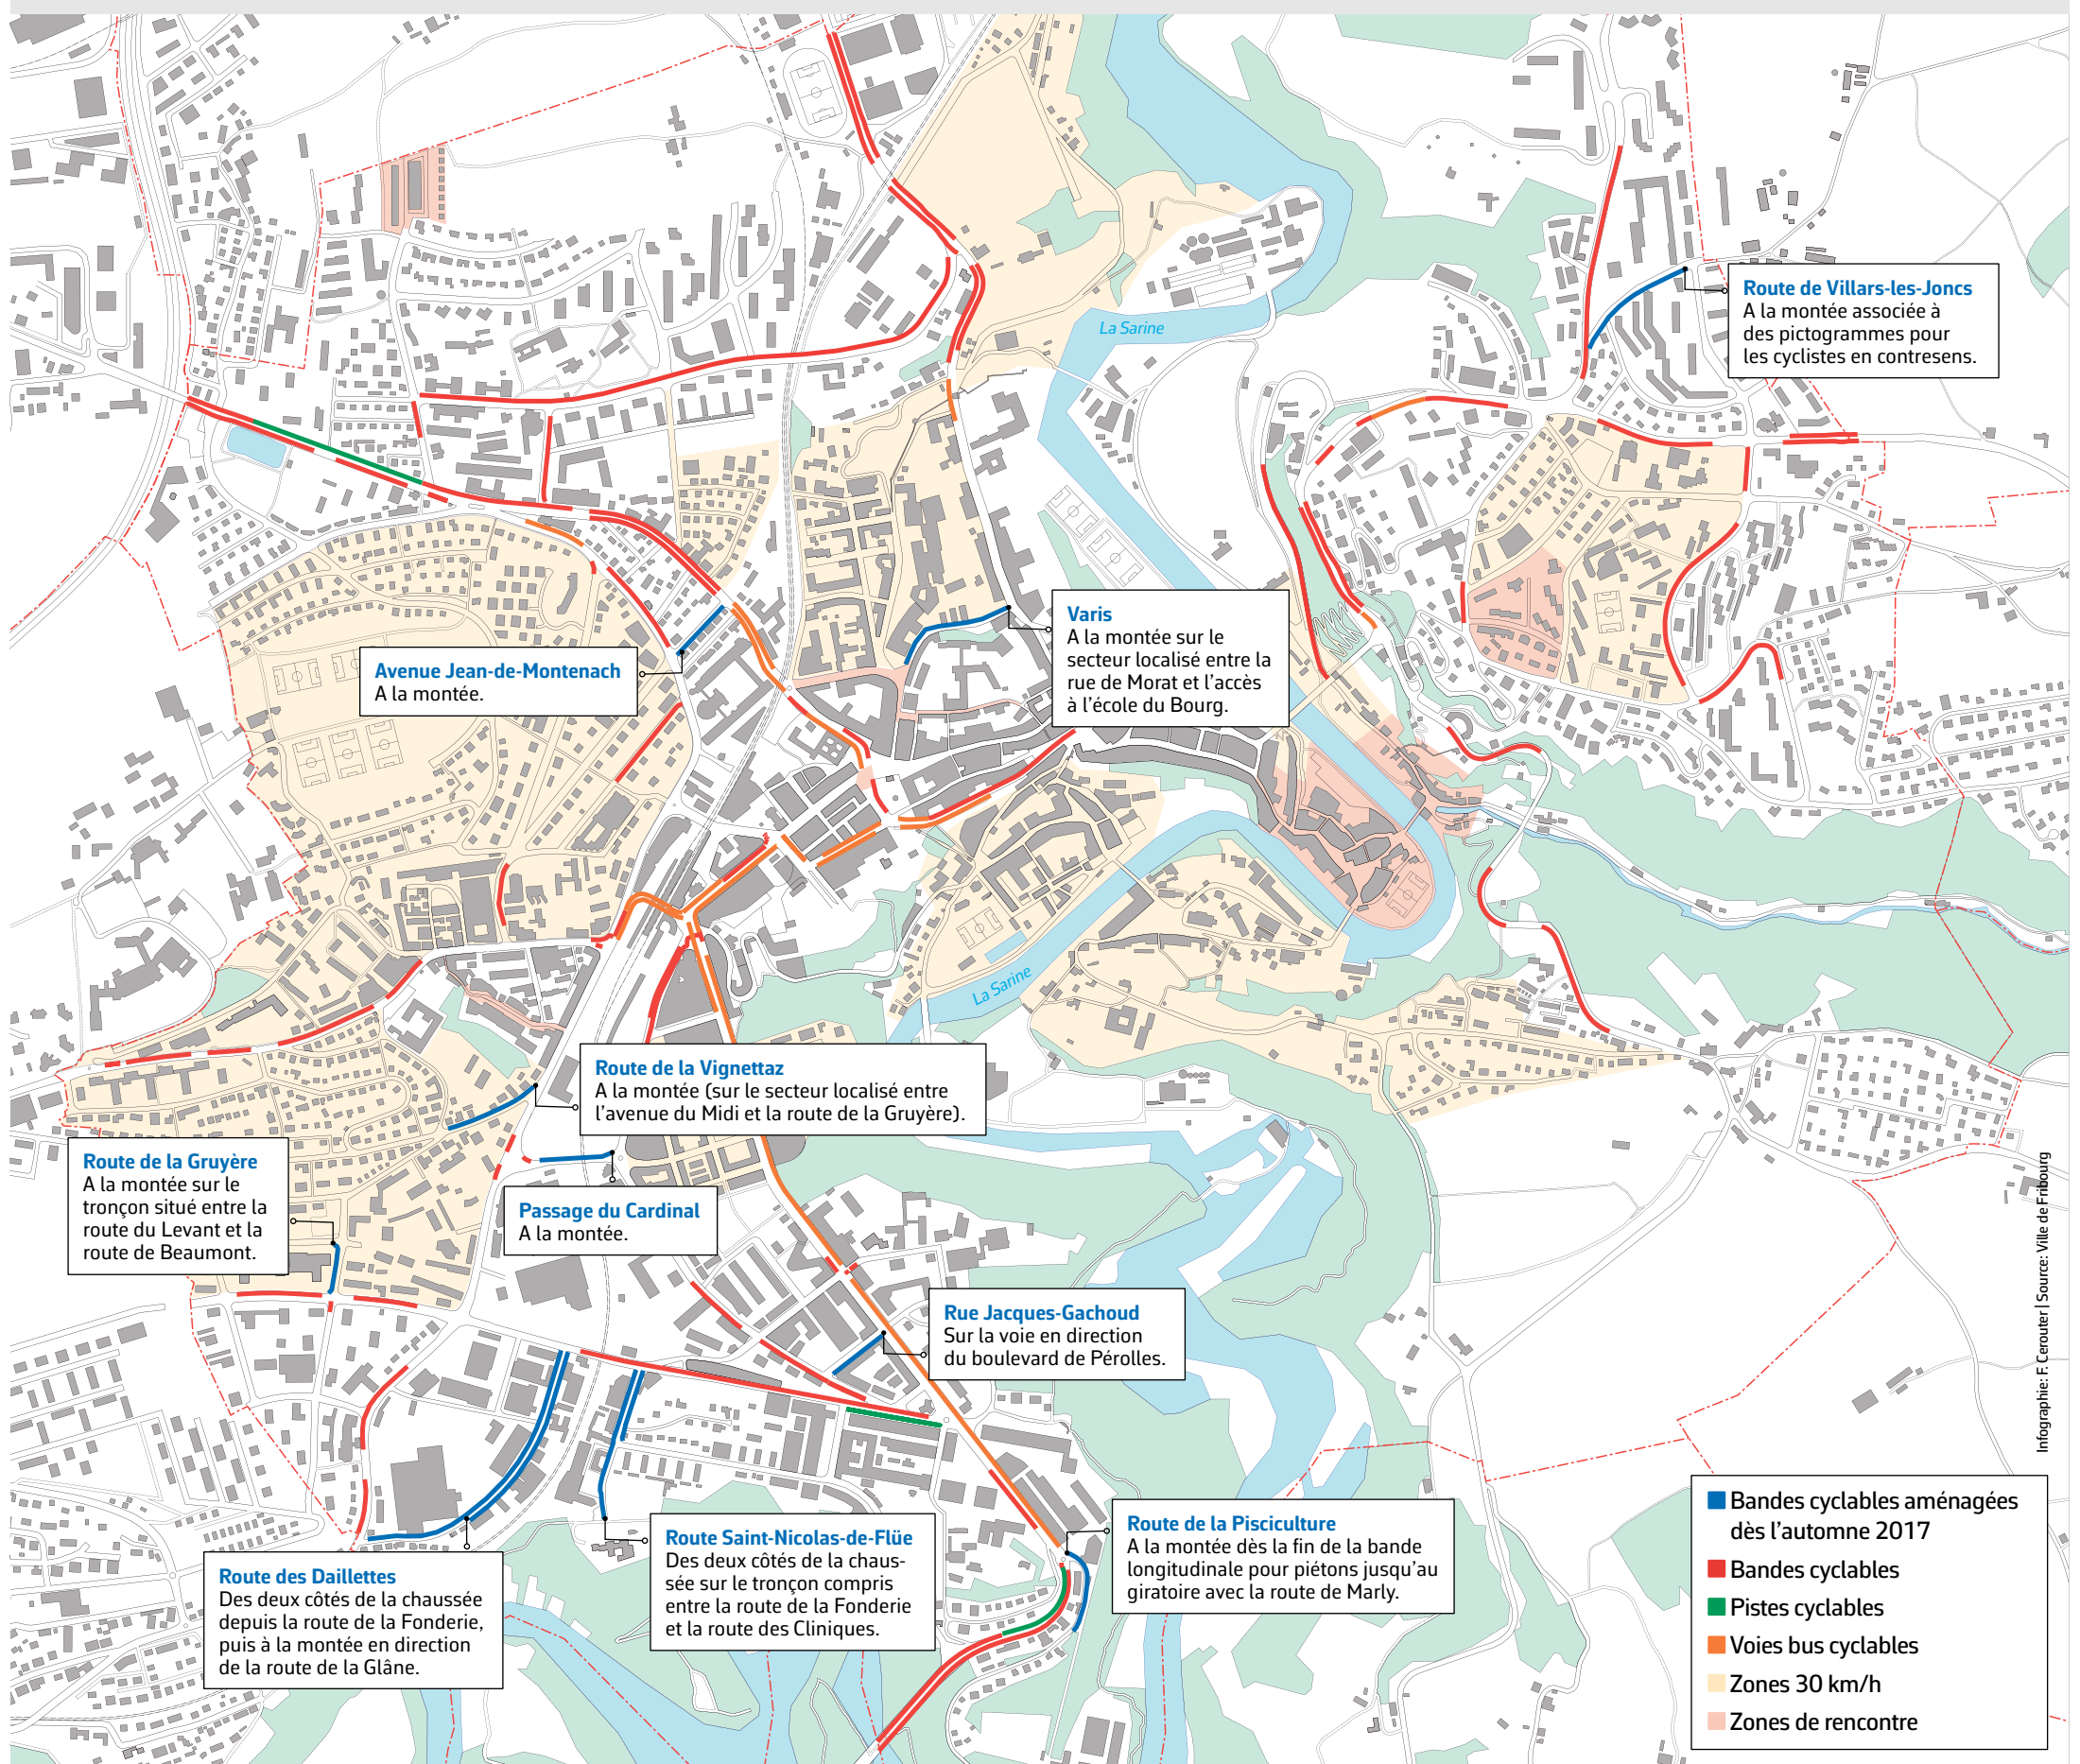 La Sarine
Route de Villars-les-Joncs
A la montée associée à
des pictogrammes pour
les cyclistes en contresens.
Varis
A la montée sur le
secteur localisé entre la
rue de Morat et l'accès
à l'école du Bourg.
Avenue Jean-de-Montenach
A la montée.
La Sarine
Route de la Vignettaz
A la montée (sur le secteur localisé entre
l'avenue du Midi et la route de la Gruyère).
Route de la Gruyère
A la montée sur le
tronçon situé entre la
route du Levant et la
route de Beaumont.
Passage du Cardinal
A la montée.
Rue Jacques-Gachoud
Sur la voie en direction
du boulevard de Pérolles.
Route des Daillettes
Des deux côtés de la chaussée
depuis la route de la Fonderie,
puis à la montée en direction
de la route de la Glâne.
Route Saint-Nicolas-de-Flüe
Des deux côtés de la chaus-
sée sur le tronçon compris
entre la route de la Fonderie
et la route des Cliniques.
Route de la Pisciculture
A la montée dès la fin de la bande
longitudinale pour piétons jusqu'au
giratoire avec la route de Marly.
Bandes cyclables aménagées
dès l'automne 2017
Bandes cyclables
Pistes cyclables
Voies bus cyclables
Zones 30 km/h
Zones de rencontre
Infographie: F. Cerouter | Source: Ville de Fribourg